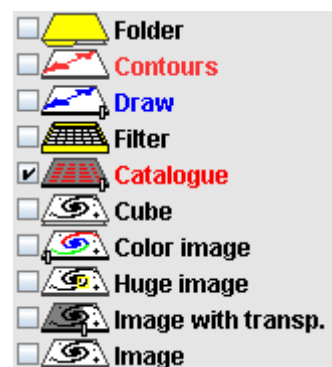 Folder
Contours
Draw
Filter
Catalogue
Cube
Color image
Huge image
Image with transp.
Image